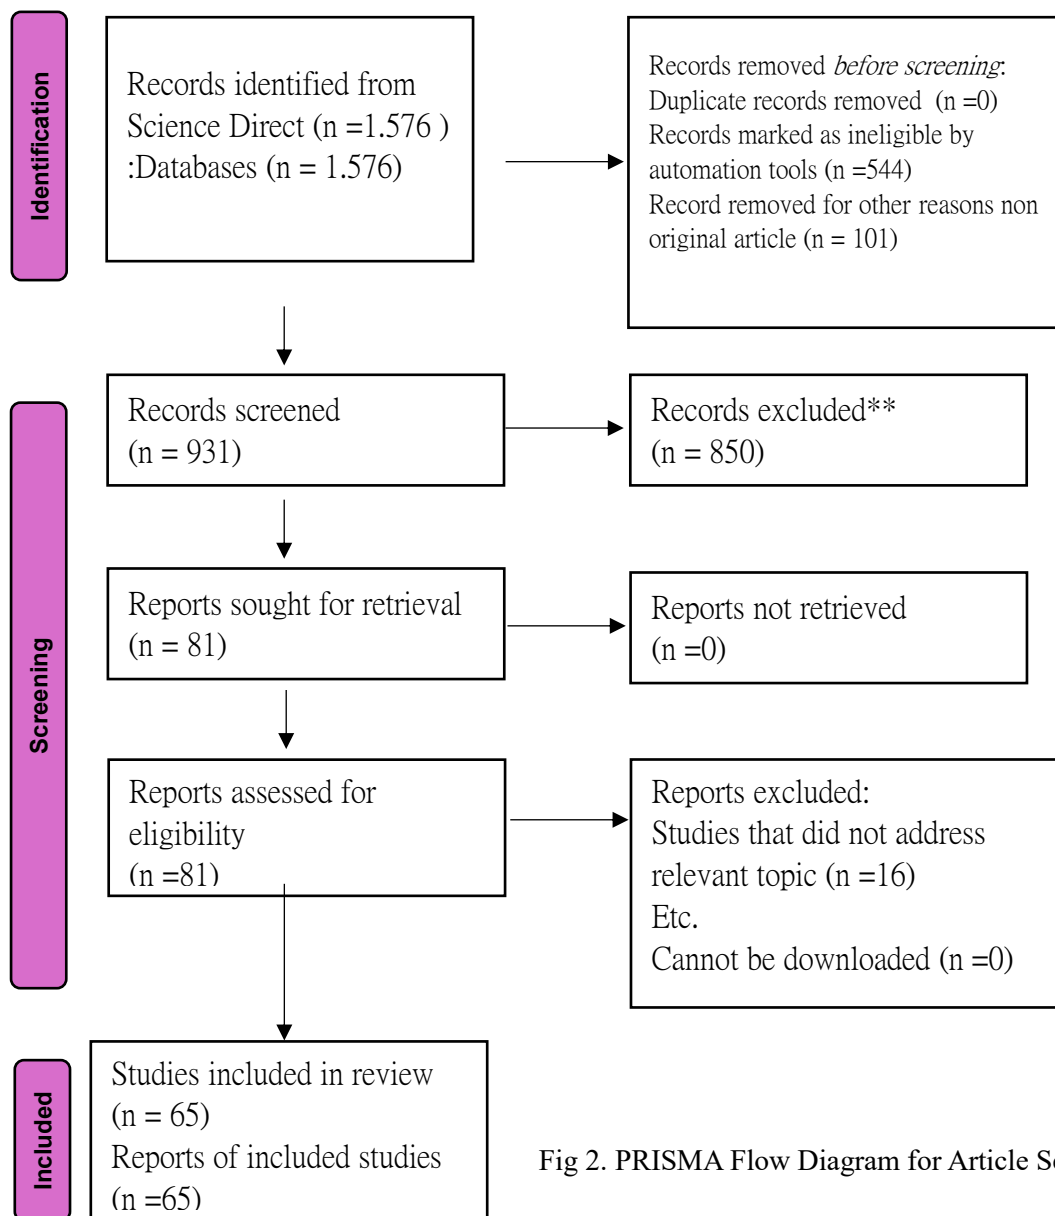 Identification
Records identified from
Science Direct (n =1.576 )
:Databases (n = 1.576)
Records removed before screening:
Duplicate records removed (n =0)
Records marked as ineligible by
automation tools (n =544)
Record removed for other reasons non
original article (n = 101)
Screening
Records screened
(n = 931)
Records excluded**
(n = 850)
Reports sought for retrieval
(n = 81)
Reports not retrieved
(n =0)
Reports assessed for
eligibility
(n =81)
Reports excluded:
Studies that did not address
relevant topic (n =16)
Etc.
Cannot be downloaded (n =0)
Included
Studies included in review
(n = 65)
Reports of included studies
(n =65)
Fig 2. PRISMA Flow Diagram for Article